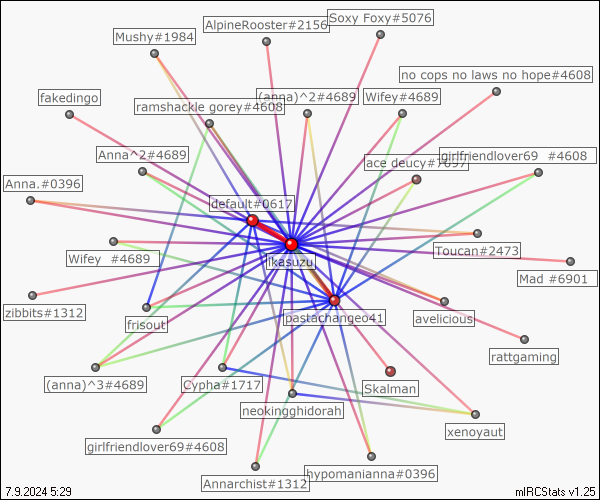 Soxy Foxy#5076
AlpineRooster#2156
Mushy#1984
no cops no laws no hope#4608
fakedingo
(anna)^2#4689
Wifey#4689
ramshackle gorey#4608
Anna^2#4689
girlfriendlover69 #4608
ace deucy#7697
Anna.#0396
default#0617
Toucan#2473
Wifey #4689
ikasuzu
Mad #6901
zibbits#1312
frisout
pastachangeo41
avelicious
rattgaming
(anna)^3#4689
Cypha#1717
Skalman
neokingghidorah
xenoyaut
girlfriendlover69#4608
hypomanianna#0396
Annarchist#1312
7.9.2024 5:29
mIRCStats v1.25